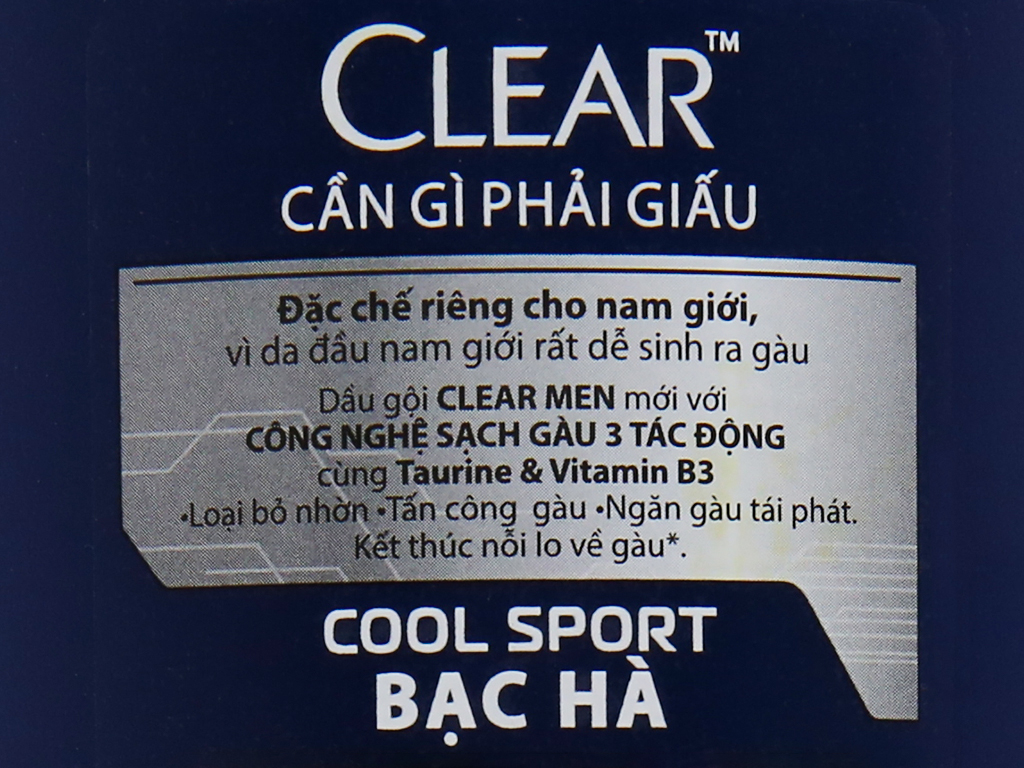 CLEAR™
CẦN GÌ PHẢI GIẤU
Đặc chế riêng cho nam giới,
vì da đầu nam giới rất dễ sinh ra gàu
Dầu gội CLEAR MEN mới với
CÔNG NGHỆ SẠCH GÀU 3 TÁC ĐỘNG
cùng Taurine & Vitamin B3
•Loại bỏ nhờn •Tấn công gàu •Ngăn gàu tái phát.
Kết thúc nỗi lo về gàu*.
COOL SPORT
BẠC HÀ